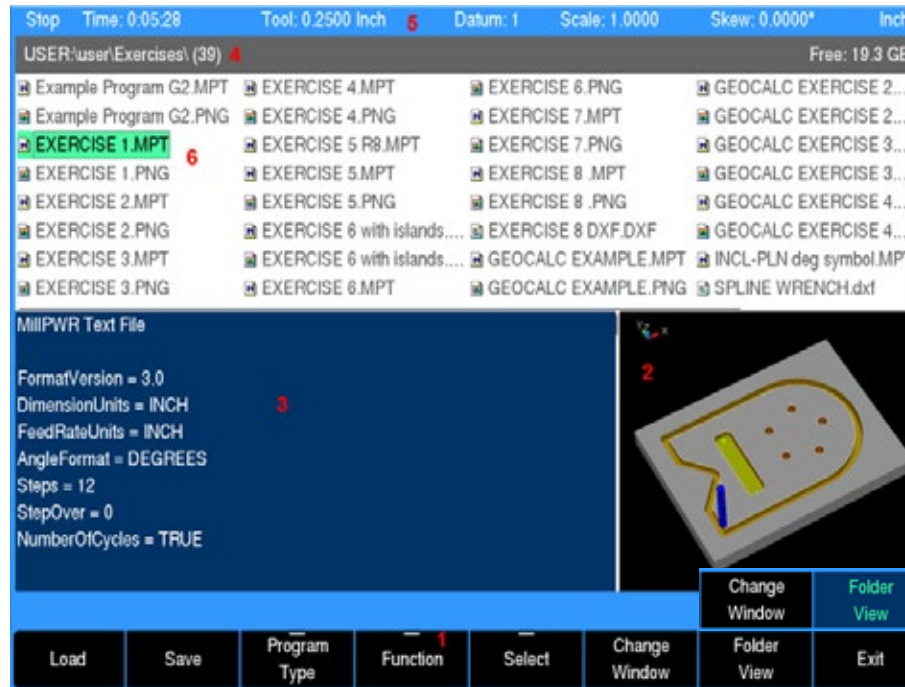 Stop Time: 0:05:28 Tool: 0.2500 Inch 5 Datum: 1 Scale: 1.0000 Skew: 0.0000° Inch
USER:\user\Exercises\ (39) 4 Free: 19.3 GB
Example Program G2.MPT EXERCISE 4.MPT EXERCISE 6.PNG GEOCALC EXERCISE 2...
Example Program G2.PNG EXERCISE 4.PNG EXERCISE 7.MPT GEOCALC EXERCISE 2...
EXERCISE 1.MPT 6 EXERCISE 5 R8.MPT EXERCISE 7.PNG GEOCALC EXERCISE 3...
EXERCISE 1.PNG EXERCISE 5.MPT EXERCISE 8 .MPT GEOCALC EXERCISE 3...
EXERCISE 2.MPT EXERCISE 5.PNG EXERCISE 8 .PNG GEOCALC EXERCISE 4...
EXERCISE 2.PNG EXERCISE 6 with islands.... EXERCISE 8 DXF.DXF GEOCALC EXERCISE 4...
EXERCISE 3.MPT EXERCISE 6 with islands.... GEOCALC EXAMPLE.MPT INCL-PLN deg symbol.MPT
EXERCISE 3.PNG EXERCISE 6.MPT GEOCALC EXAMPLE.PNG SPLINE WRENCH.dxf
MillPWR Text File
FormatVersion = 3.0
DimensionUnits = INCH
FeedRateUnits = INCH
AngleFormat = DEGREES
Steps = 12
StepOver = 0
NumberOfCycles = TRUE
3
Y Z X
2
Change Window Folder View
1
Load Save Program Type Function Select Change Window Folder View Exit